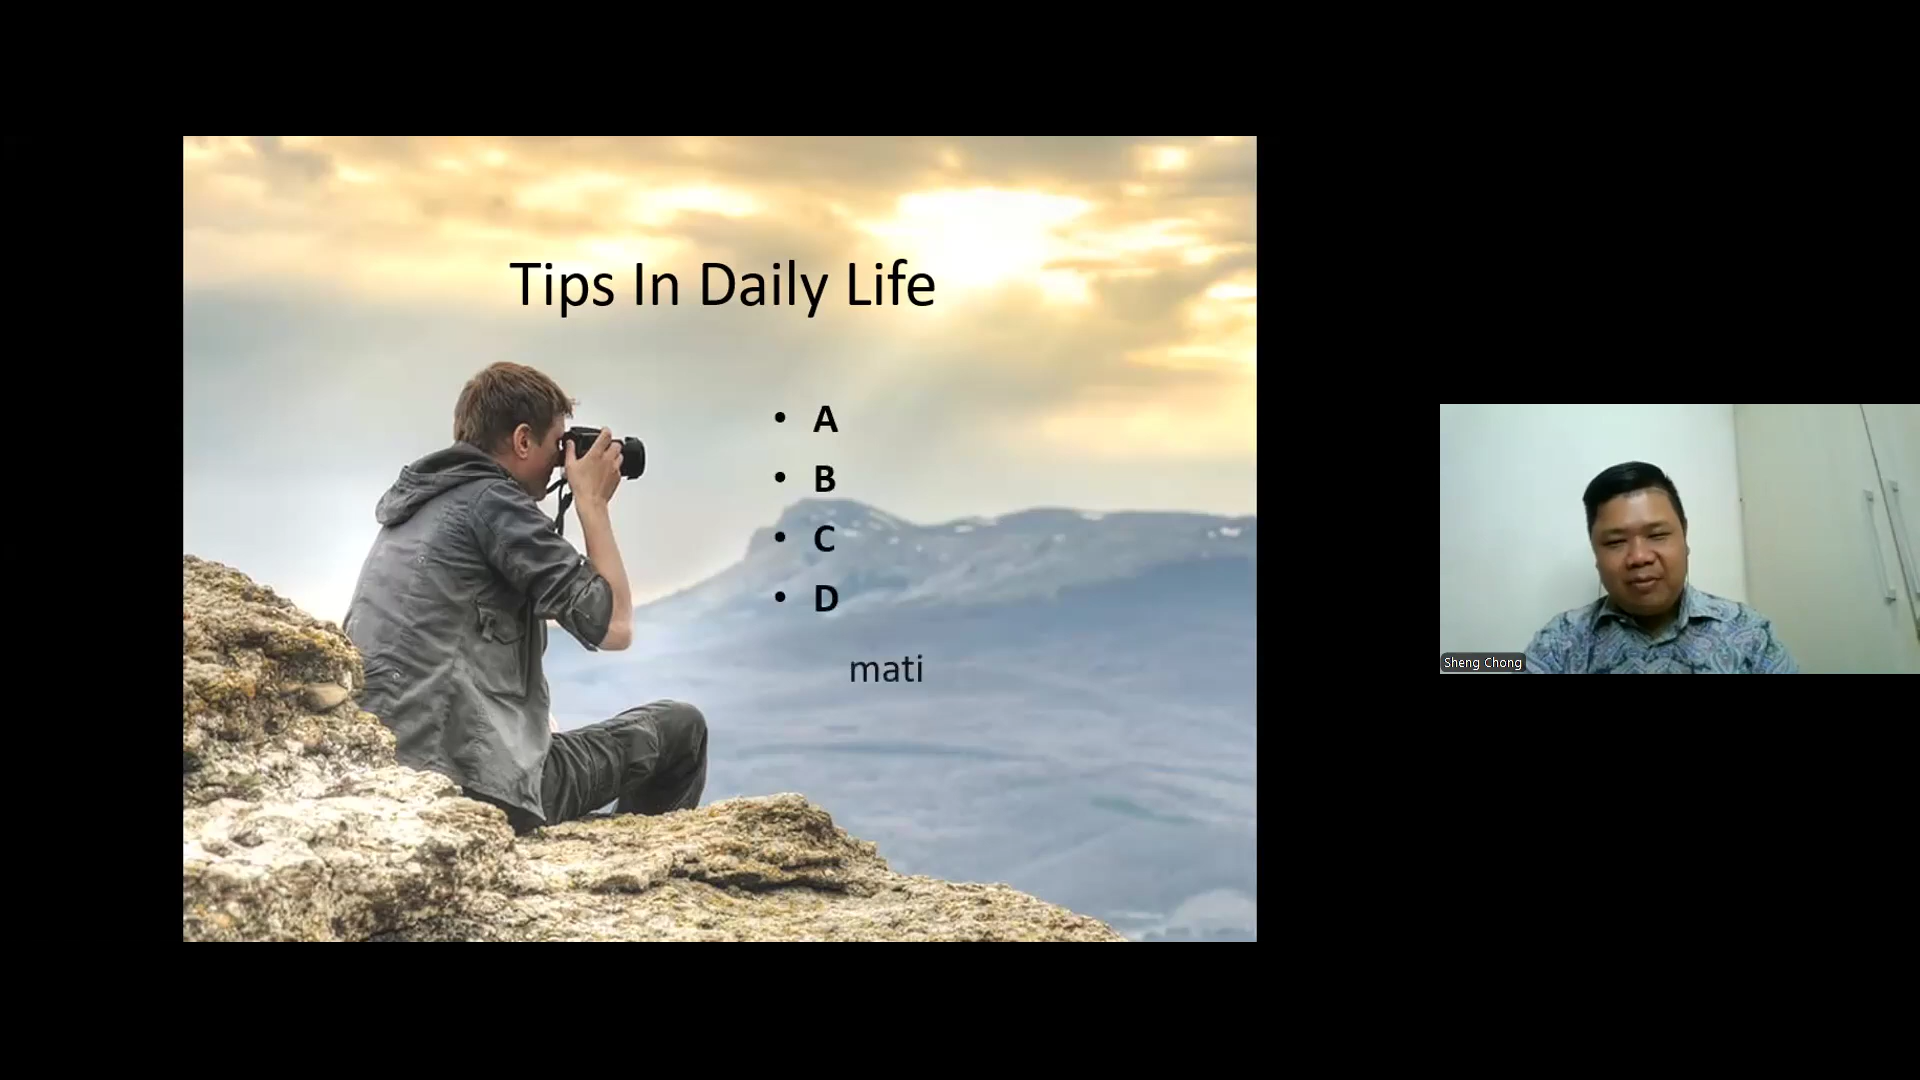 Tips In Daily Life
• A
• B
• C
• D
mati
Sheng Chong